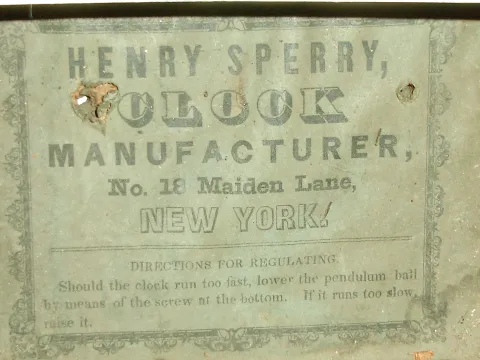 HENRY SPERRY,
CLOCK
MANUFACTURER,
No. 18 Maiden Lane,
NEW YORK.
DIRECTIONS FOR REGULATING
Should the clock run too fast, lower the pendulum ball
by means of the screw at the bottom. If it runs too slow,
raise it.